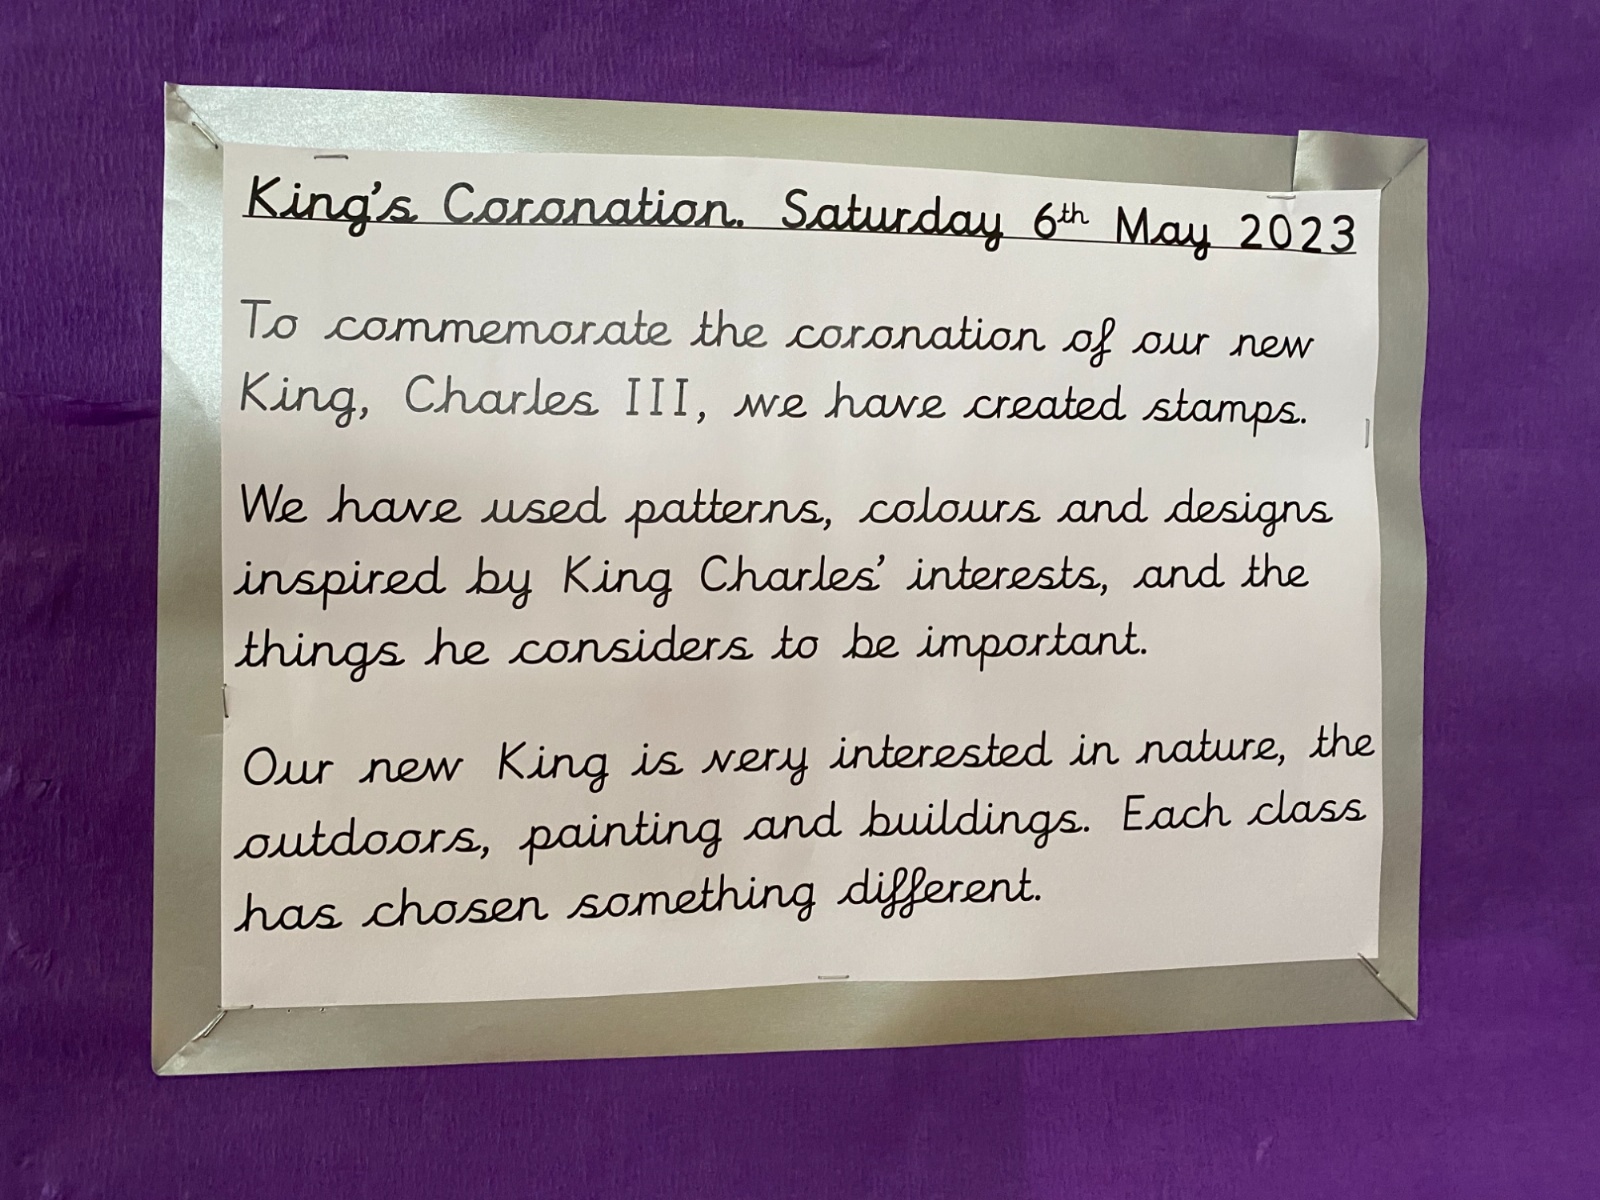 King's Coronation. Saturday 6th May 2023
To commemorate the coronation of our new
King, Charles III, we have created stamps.
We have used patterns, colours and designs
inspired by King Charles' interests, and the
things he considers to be important.
Our new King is very interested in nature, the
outdoors, painting and buildings. Each class
has chosen something different.